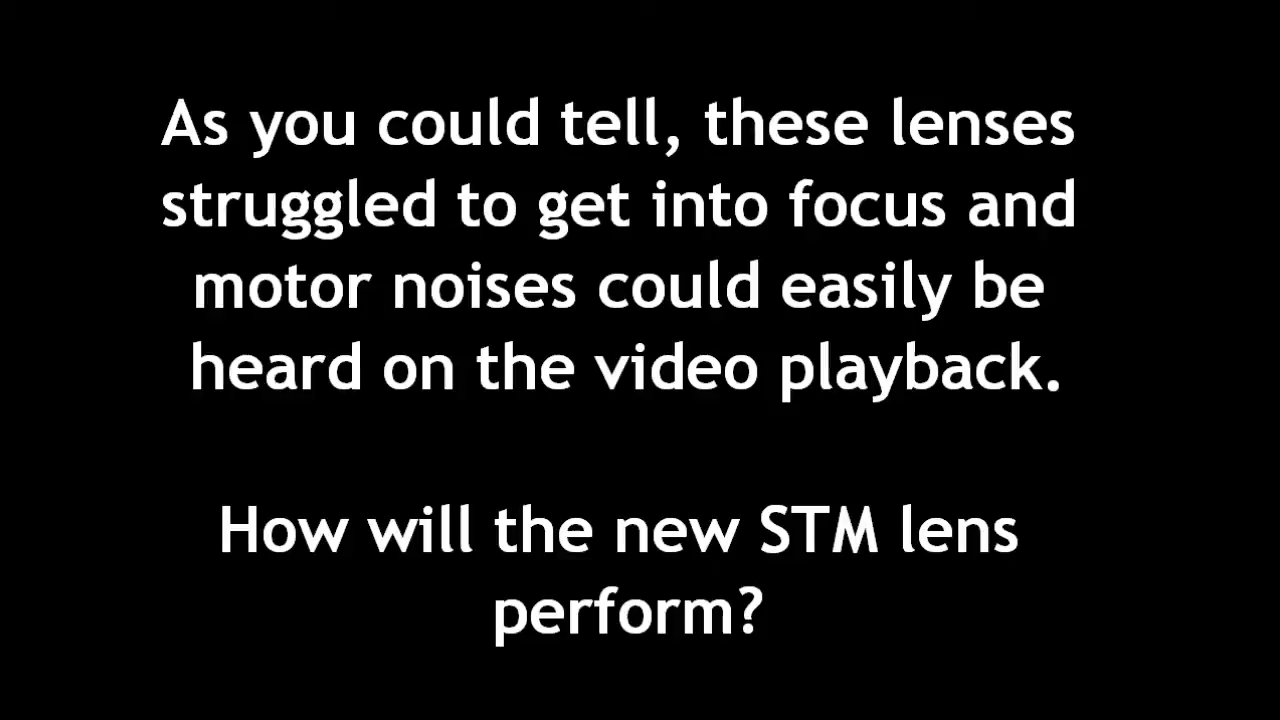 As you could tell, these lenses
struggled to get into focus and
motor noises could easily be
heard on the video playback.
How will the new STM lens
perform?